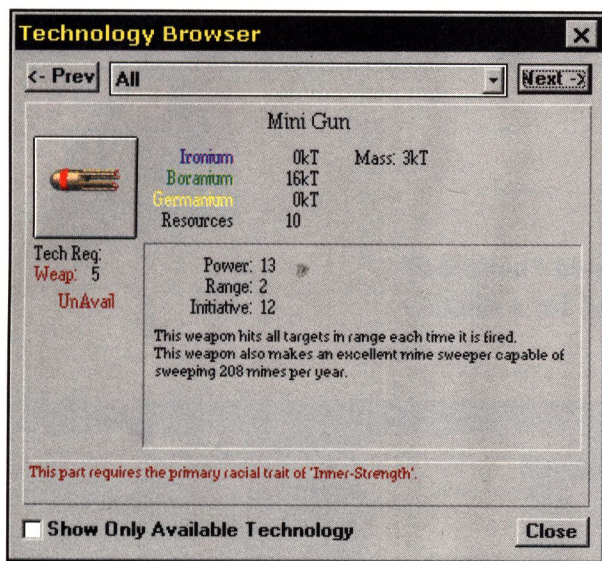 Technology Browser
<- Prev All Next ->
Mini Gun
Ironium 0kT Mass: 3kT
Boranium 16kT
Germanium 0kT
Resources 10
Tech Req:
Weap: 5
UnAvail
Power: 13
Range: 2
Initiative: 12
This weapon hits all targets in range each time it is fired.
This weapon also makes an excellent mine sweeper capable of
sweeping 208 mines per year.
This part requires the primary racial trait of 'Inner-Strength'.
Show Only Available Technology
Close